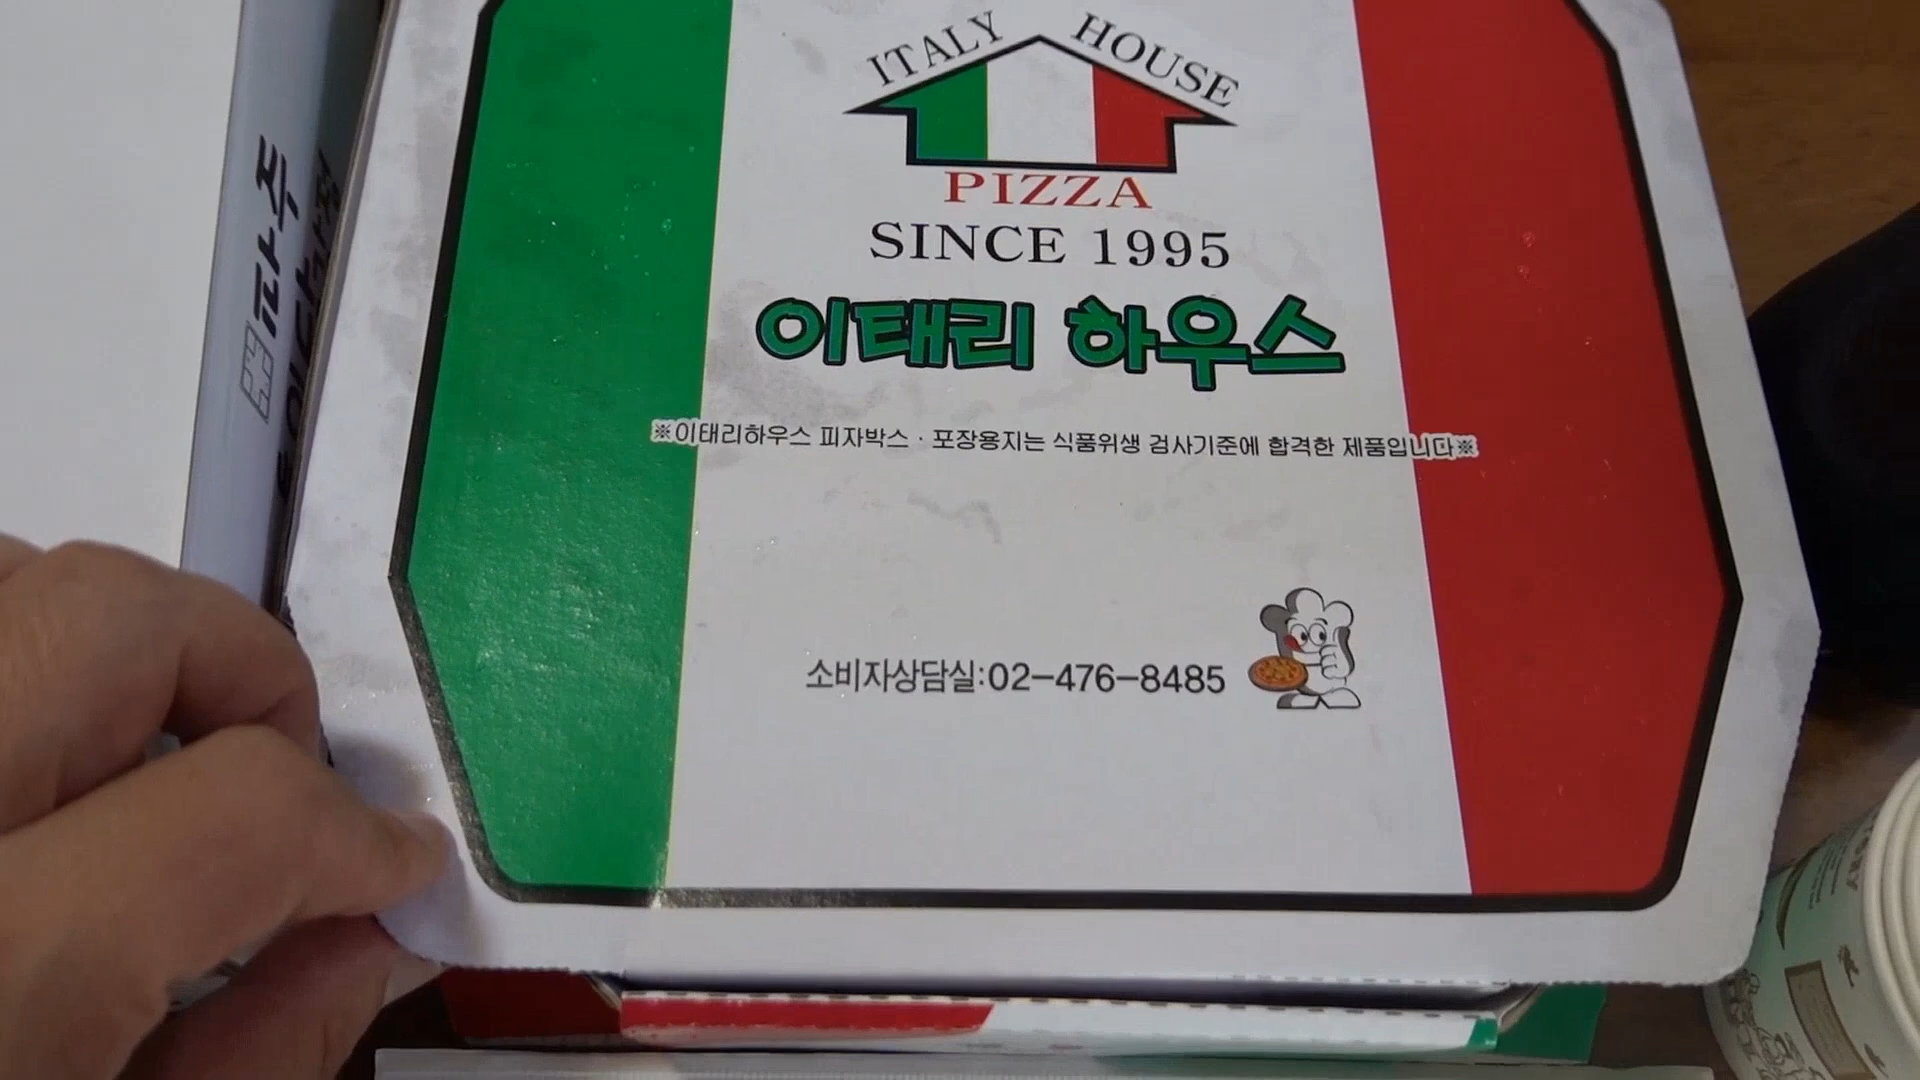 ITALY HOUSE
PIZZA
SINCE 1995
이태리 하우스
※이태리하우스 피자박스 · 포장용지는 식품위생 검사기준에 합격한 제품입니다※
소비자상담실:02-476-8485
파주